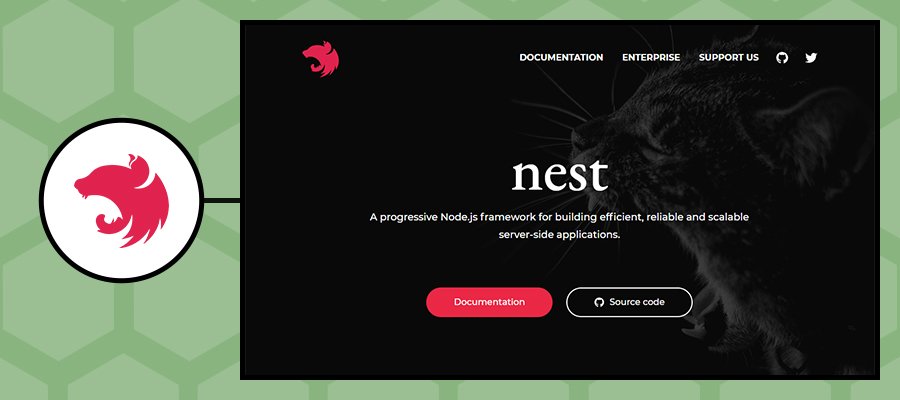 DOCUMENTATION ENTERPRISE SUPPORT US
nest
A progressive Node.js framework for building efficient, reliable and scalable
server-side applications.
Documentation Source code